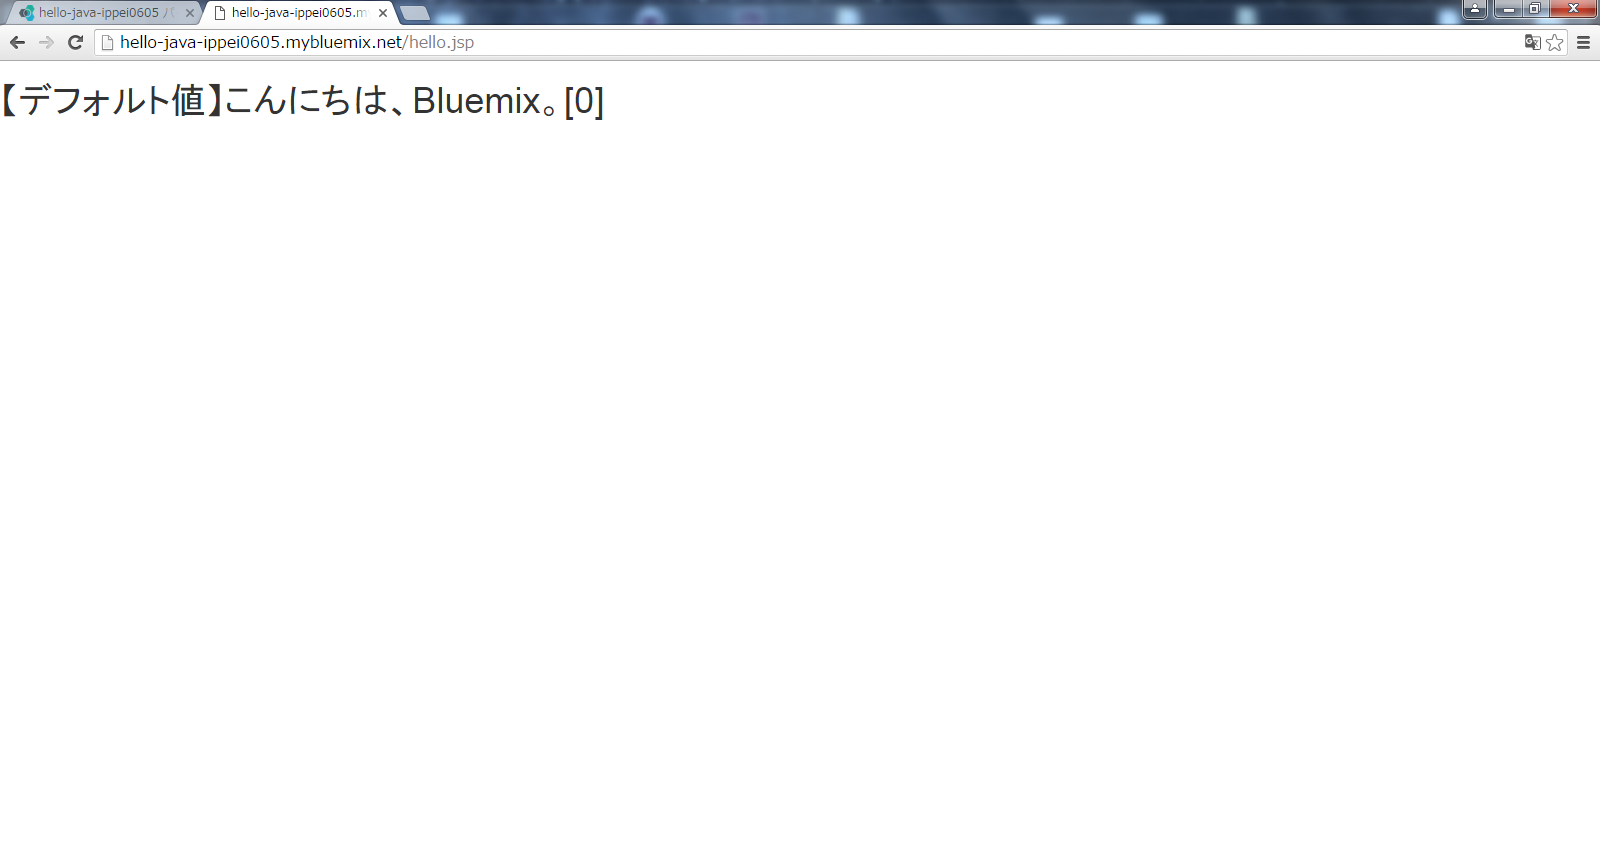 hello-java-ippei0605 / (
hello-java-ippei0605.m
hello-java-ippei0605.mybluemix.net/hello.jsp
【デフォルト値】こんにちは、Bluemix。[0]